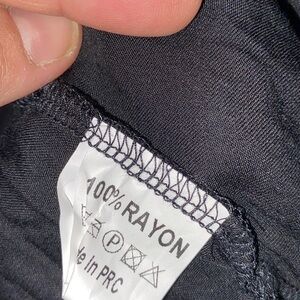 100% RAYON
P
de In PRC